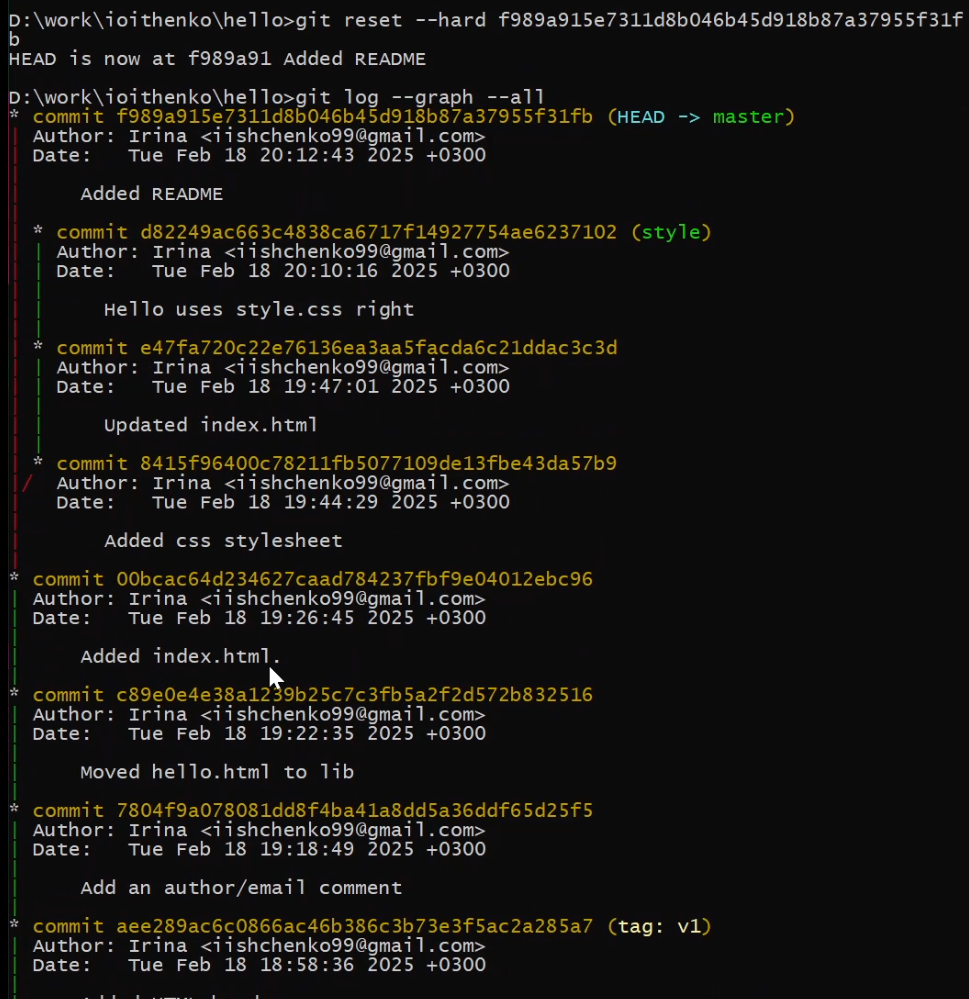 D:\work\ioithenko\hello>git reset --hard f989a915e7311d8b046b45d918b87a37955f31f
b
HEAD is now at f989a91 Added README
D:\work\ioithenko\hello>git log --graph --all
* commit f989a915e7311d8b046b45d918b87a37955f31fb (HEAD -> master)
| Author: Irina <iishchenko99@gmail.com>
| Date:   Tue Feb 18 20:12:43 2025 +0300
|
|     Added README
|
| * commit d82249ac663c4838ca6717f14927754ae6237102 (style)
| | Author: Irina <iishchenko99@gmail.com>
| | Date:   Tue Feb 18 20:10:16 2025 +0300
| |
| |     Hello uses style.css right
| |
| * commit e47fa720c22e76136ea3aa5facda6c21ddac3c3d
| | Author: Irina <iishchenko99@gmail.com>
| | Date:   Tue Feb 18 19:47:01 2025 +0300
| |
| |     Updated index.html
| |
| * commit 8415f96400c78211fb5077109de13fbe43da57b9
|/  Author: Irina <iishchenko99@gmail.com>
|   Date:   Tue Feb 18 19:44:29 2025 +0300
|
|       Added css stylesheet
|
* commit 00bcac64d234627caad784237fbf9e04012ebc96
| Author: Irina <iishchenko99@gmail.com>
| Date:   Tue Feb 18 19:26:45 2025 +0300
|
|     Added index.html.
|
* commit c89e0e4e38a1239b25c7c3fb5a2f2d572b832516
| Author: Irina <iishchenko99@gmail.com>
| Date:   Tue Feb 18 19:22:35 2025 +0300
|
|     Moved hello.html to lib
|
* commit 7804f9a078081dd8f4ba41a8dd5a36ddf65d25f5
| Author: Irina <iishchenko99@gmail.com>
| Date:   Tue Feb 18 19:18:49 2025 +0300
|
|     Add an author/email comment
|
* commit aee289ac6c0866ac46b386c3b73e3f5ac2a285a7 (tag: v1)
| Author: Irina <iishchenko99@gmail.com>
| Date:   Tue Feb 18 18:58:36 2025 +0300
|